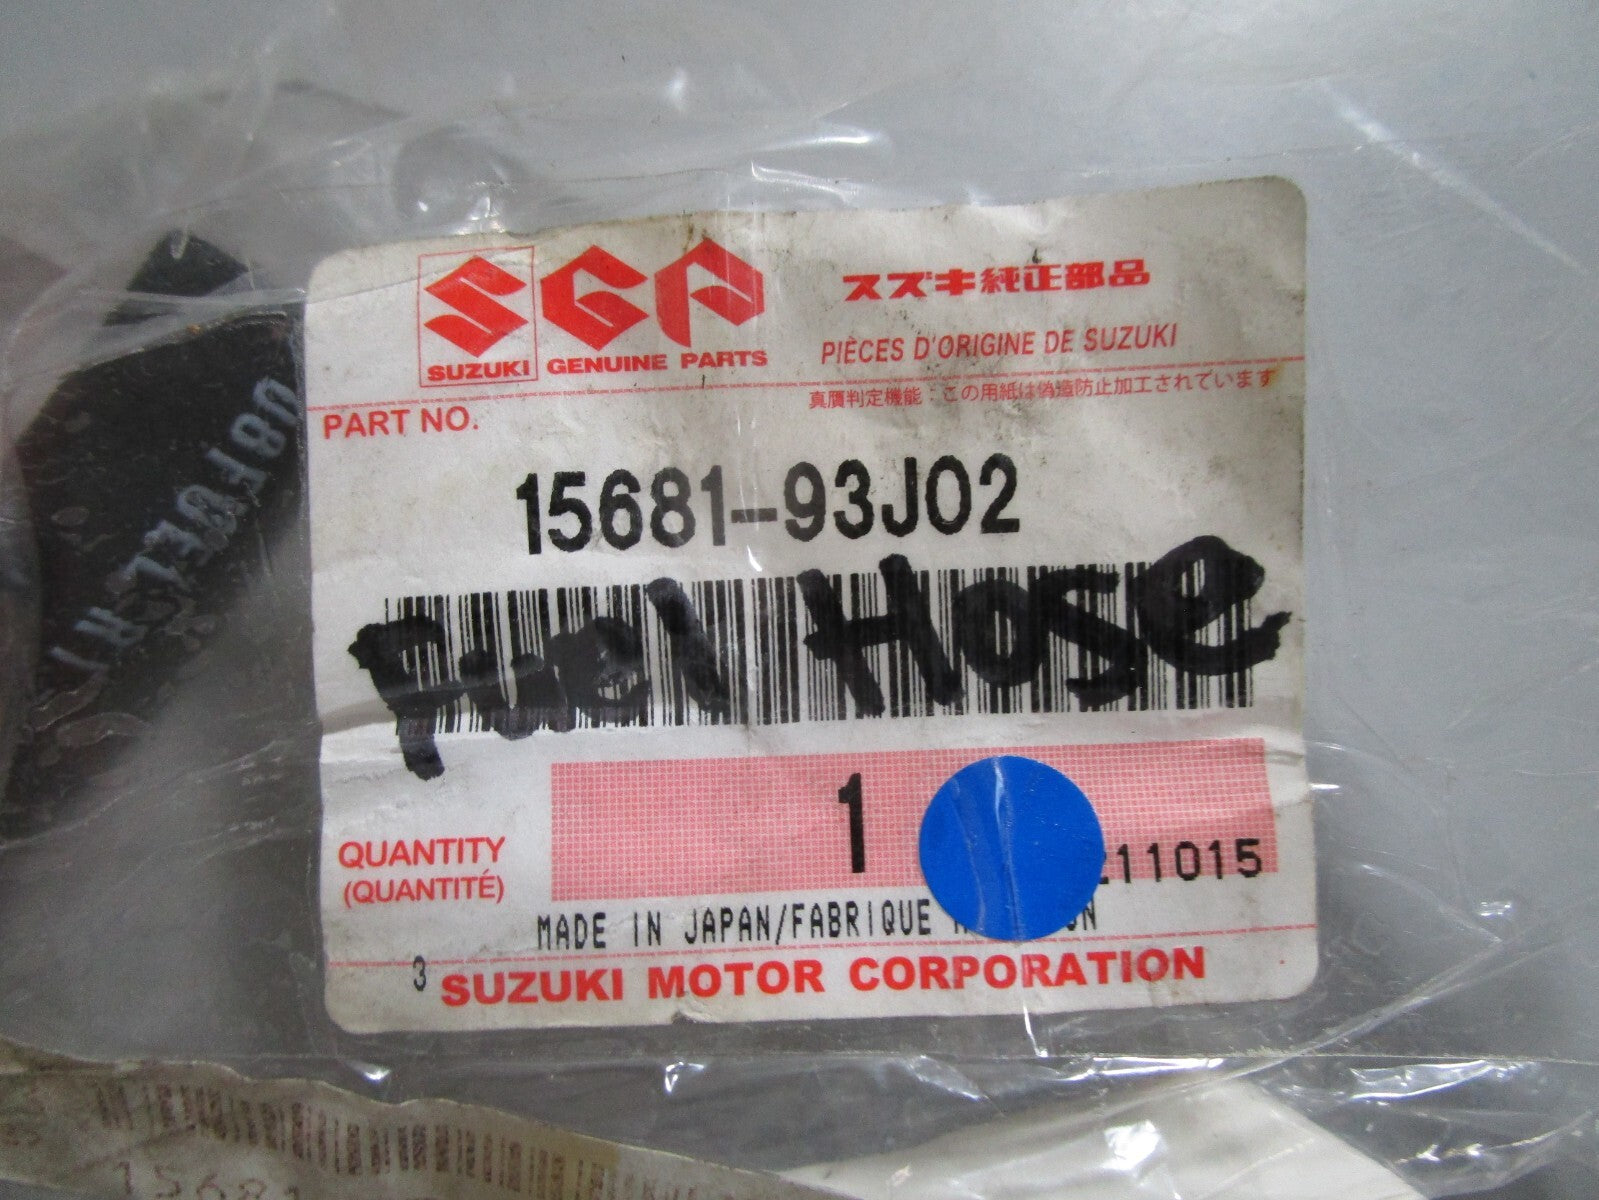 SUZUKI
SGP
GENUINE PARTS
スズキ純正部品
PIÈCES D'ORIGINE DE SUZUKI
真贋判定機能：この用紙は偽造防止加工されています
PART NO.
15681-93J02
Fuel Hose
QUANTITY
(QUANTITÉ)
1
211015
MADE IN JAPAN/FABRIQUE
3
SUZUKI MOTOR CORPORATION
15681